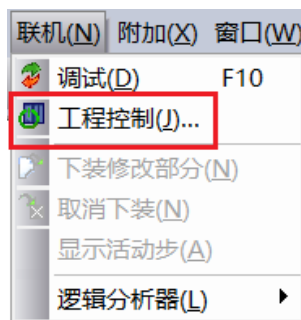 联机(N) 附加(X) 窗口(W)
调试(D) F10
工程控制(J)...
下装修改部分(N)
取消下装(N)
显示活动步(A)
逻辑分析器(L)